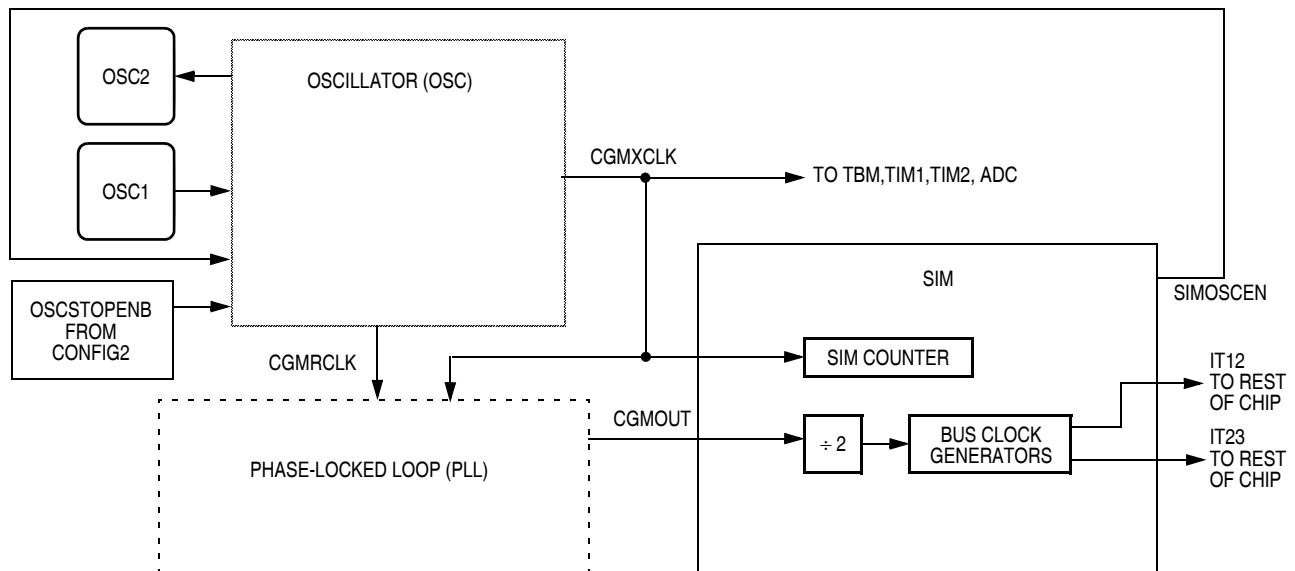 OSC2
OSCILLATOR (OSC)
CGMXCLK
TO TBM,TIM1,TIM2, ADC
OSC1
SIM
SIMOSCEN
OSCSTOPENB
FROM
CONFIG2
CGMRCLK
SIM COUNTER
IT12
TO REST
OF CHIP
CGMOUT
÷ 2
BUS CLOCK
GENERATORS
IT23
TO REST
OF CHIP
PHASE-LOCKED LOOP (PLL)